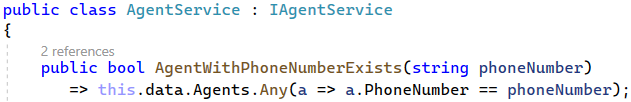 public class AgentService : IAgentService
{
2 references
public bool AgentWithPhoneNumberExists(string phoneNumber)
=> this.data.Agents.Any(a => a.PhoneNumber == phoneNumber);